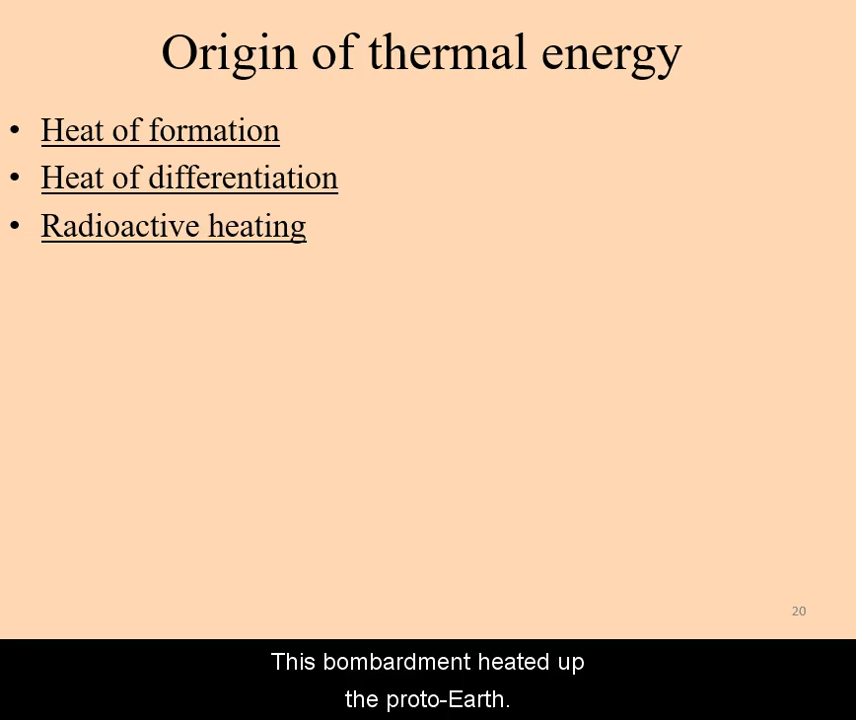 Origin of thermal energy
• Heat of formation
• Heat of differentiation
• Radioactive heating
20
This bombardment heated up
the proto-Earth.